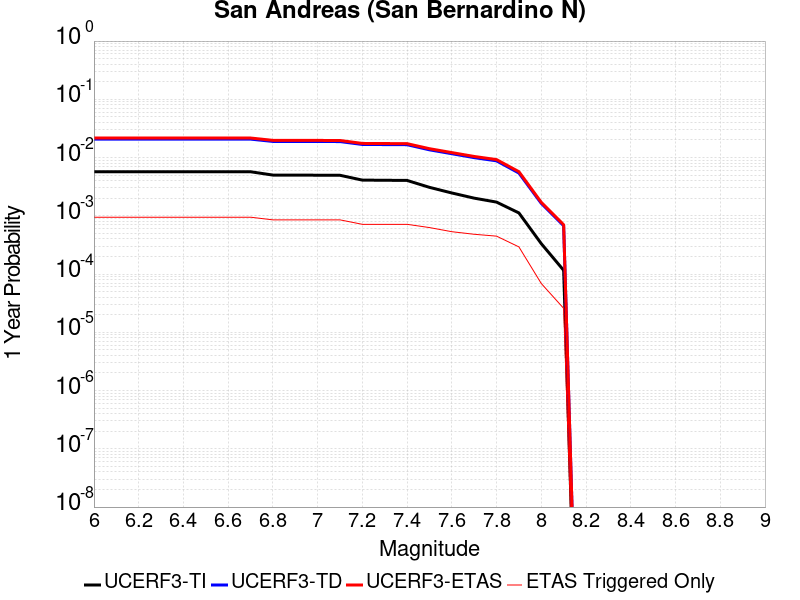 San Andreas (San Bernardino N)
10^0
10^-1
10^-2
10^-3
10^-4
10^-5
10^-6
10^-7
10^-8
1 Year Probability
6 6.2 6.4 6.6 6.8 7 7.2 7.4 7.6 7.8 8 8.2 8.4 8.6 8.8 9
Magnitude
UCERF3-TI UCERF3-TD UCERF3-ETAS ETAS Triggered Only